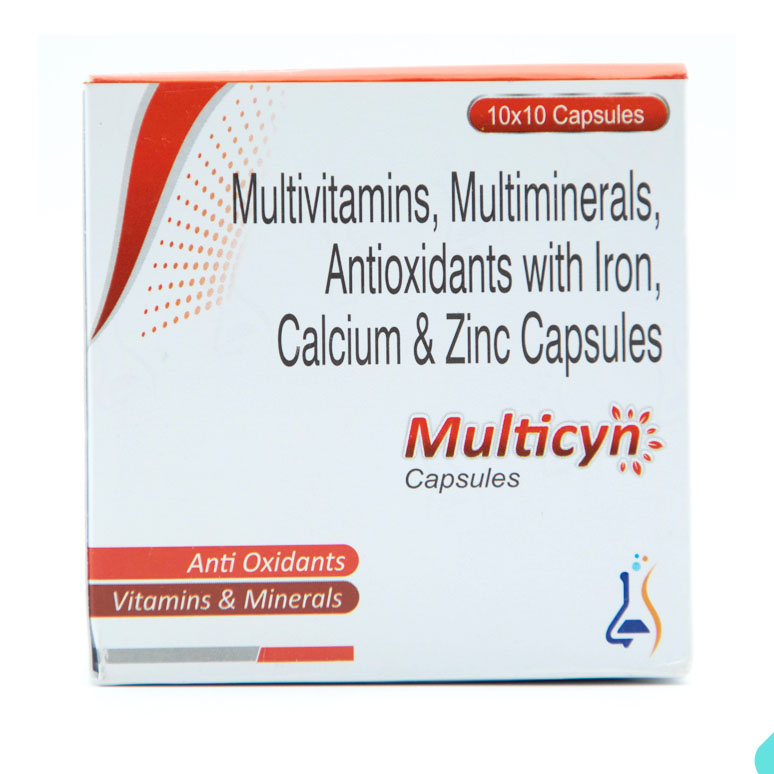 10x10 Capsules
Multivitamins, Multiminerals,
Antioxidants with Iron,
Calcium & Zinc Capsules
Multicyn
Capsules
Anti Oxidants
Vitamins & Minerals